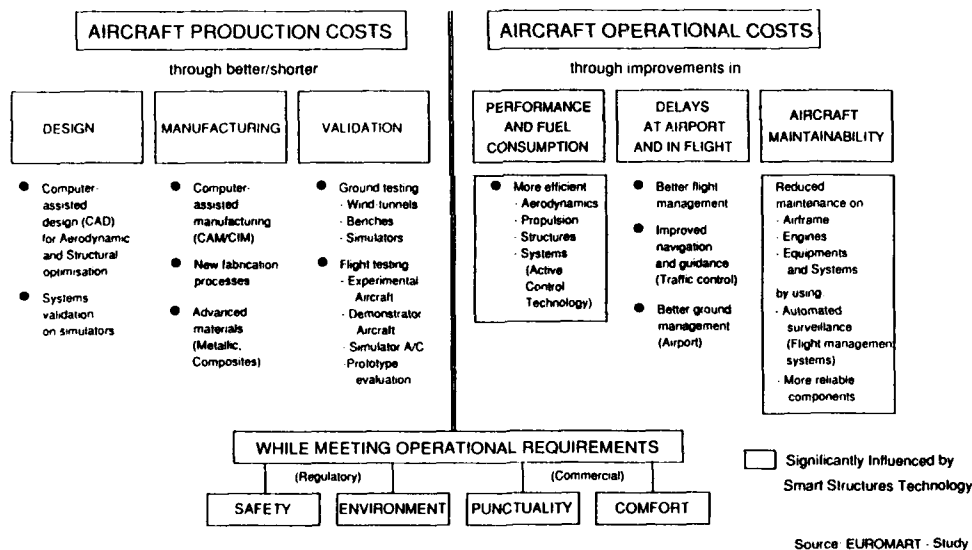 AIRCRAFT PRODUCTION COSTS
through better/shorter
DESIGN
MANUFACTURING
VALIDATION
● Computer-
assisted
design (CAD)
for Aerodynamic
and Structural
optimisation
● Systems
validation
on simulators
● Computer-
assisted
manufacturing
(CAM/CIM)
● New fabrication
processes
● Advanced
materials
(Metallic,
Composites)
● Ground testing
· Wind-tunnels
· Benches
· Simulators
● Flight testing
- Experimental
Aircraft
- Demonstrator
Aircraft
- Simulator A/C
-Prototype
evaluation
AIRCRAFT OPERATIONAL COSTS
through improvements in
PERFORMANCE
AND FUEL
CONSUMPTION
DELAYS
AT AIRPORT
AND IN FLIGHT
AIRCRAFT
MAINTAINABILITY
● More efficient
- Aerodynamics
· Propulsion
· Structures
· Systems
(Active
Control
Technology)
● Better flight
management
● Improved
navigation
and guidance
(Traffic control)
● Better ground
management
(Airport)
Reduced
maintenance on
· Airframe
· Engines
· Equipments
and Systems
by using
· Automated
surveillance
(Flight management
systems)
· More reliable
components
WHILE MEETING OPERATIONAL REQUIREMENTS
(Regulatory)
(Commercial)
SAFETY
ENVIRONMENT
PUNCTUALITY
COMFORT
Significantly Influenced by
Smart Structures Technology
Source: EUROMART - Study